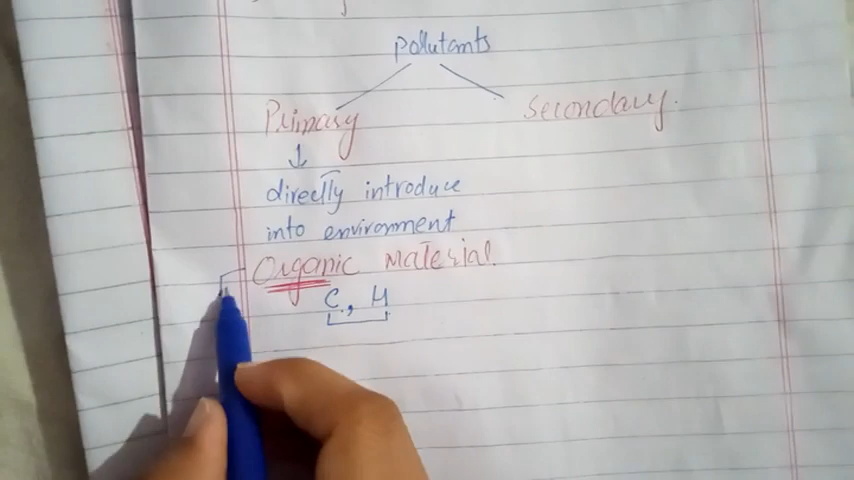 pollutants
Primary
secondary.
directly introduce
into environment
Organic material.
C, H